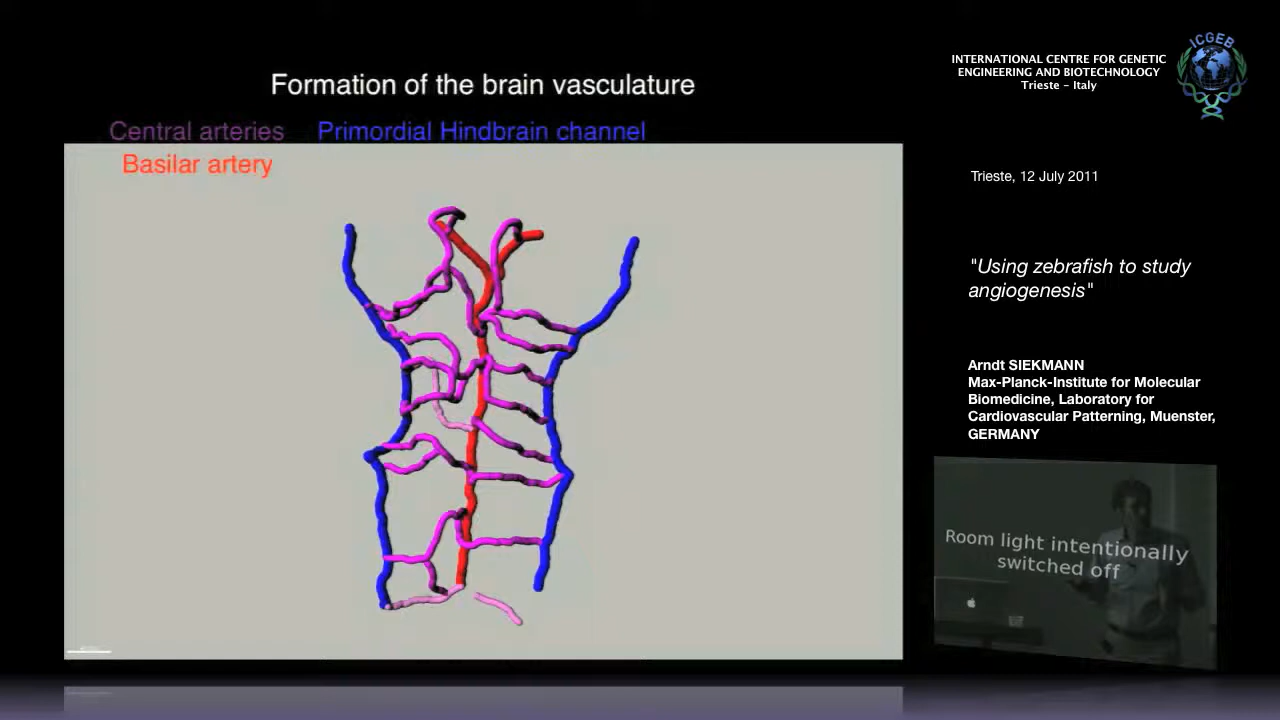 Formation of the brain vasculature
Central arteries Primordial Hindbrain channel
Basilar artery
INTERNATIONAL CENTRE FOR GENETIC
ENGINEERING AND BIOTECHNOLOGY
Trieste – Italy
ICGEB
Trieste, 12 July 2011
"Using zebrafish to study
angiogenesis"
Arndt SIEKMANN
Max-Planck-Institute for Molecular
Biomedicine, Laboratory for
Cardiovascular Patterning, Muenster,
GERMANY
Room light intentionally
switched off